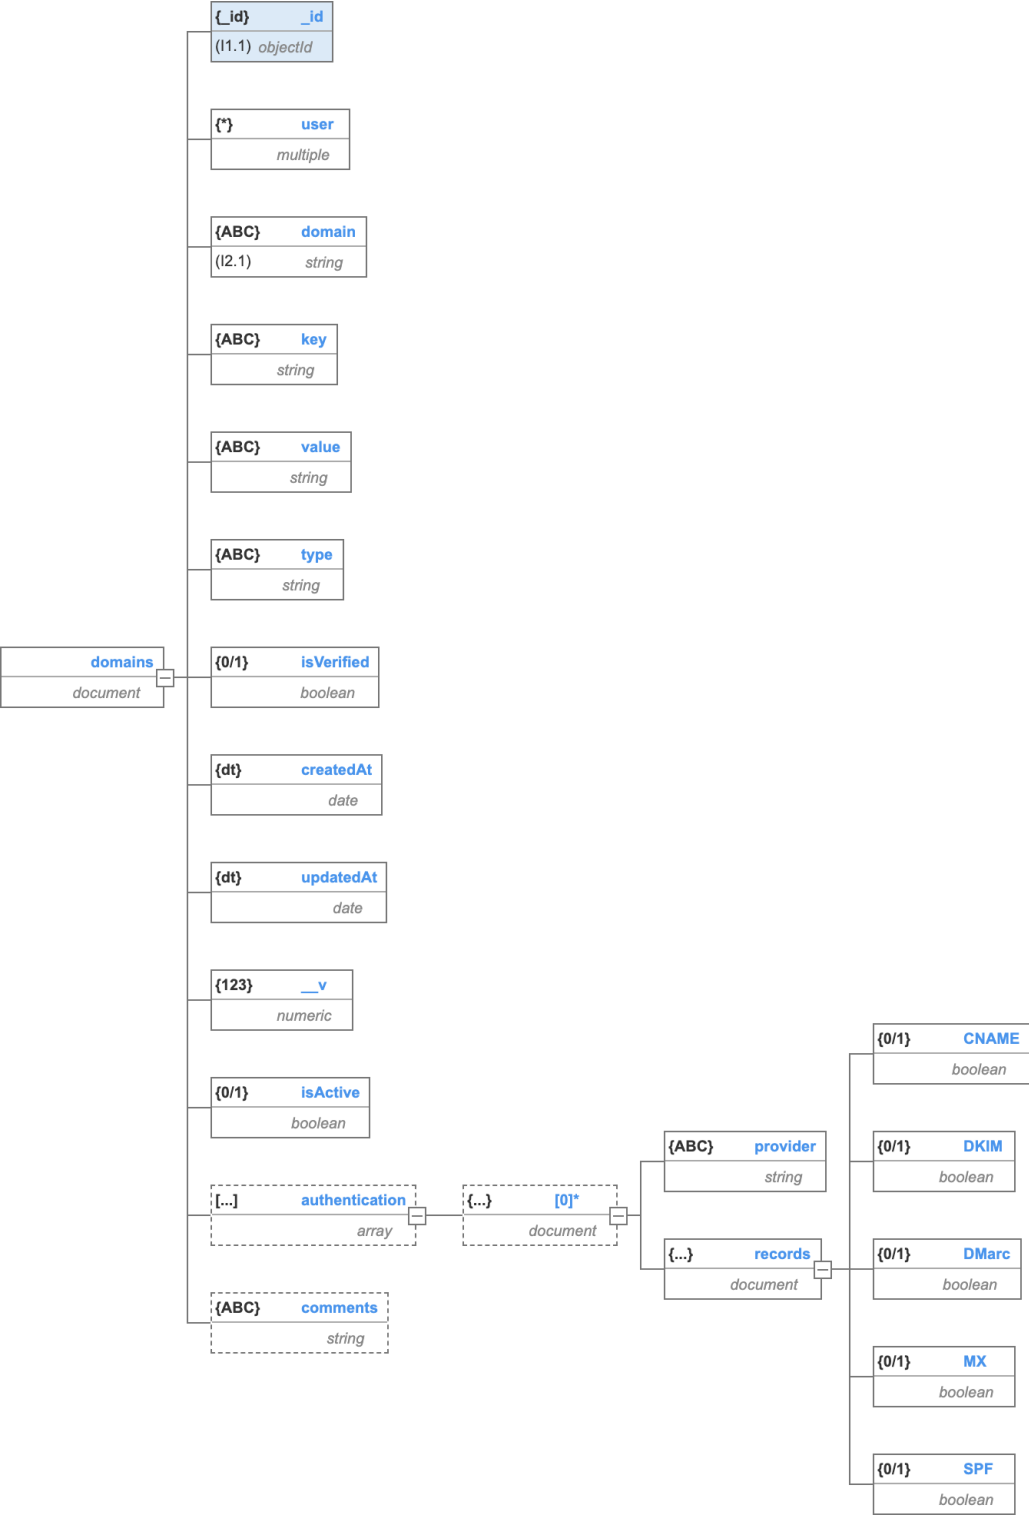 {_id} _id
(I1.1) objectId
{*} user
multiple
{ABC} domain
(I2.1) string
{ABC} key
string
{ABC} value
string
{ABC} type
string
domains
document
{0/1} isVerified
boolean
{dt} createdAt
date
{dt} updatedAt
date
{123} __v
numeric
{0/1} isActive
boolean
[...] authentication
array
{...} [0]*
document
{ABC} provider
string
{...} records
document
{0/1} CNAME
boolean
{0/1} DKIM
boolean
{0/1} DMarc
boolean
{0/1} MX
boolean
{0/1} SPF
boolean
{ABC} comments
string